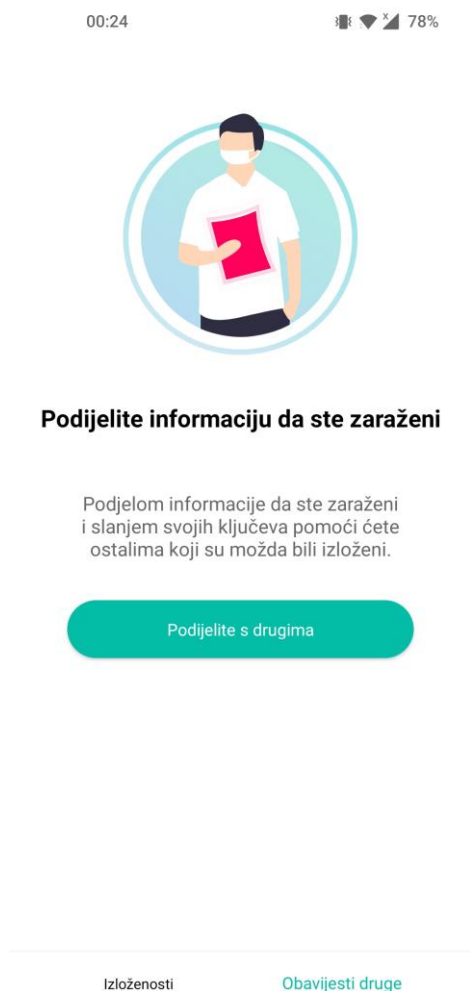 00:24 78%
Podijelite informaciju da ste zaraženi
Podjelom informacije da ste zaraženi
i slanjem svojih ključeva pomoći ćete
ostalima koji su možda bili izloženi.
Podijelite s drugima
Izloženosti Obavijesti druge